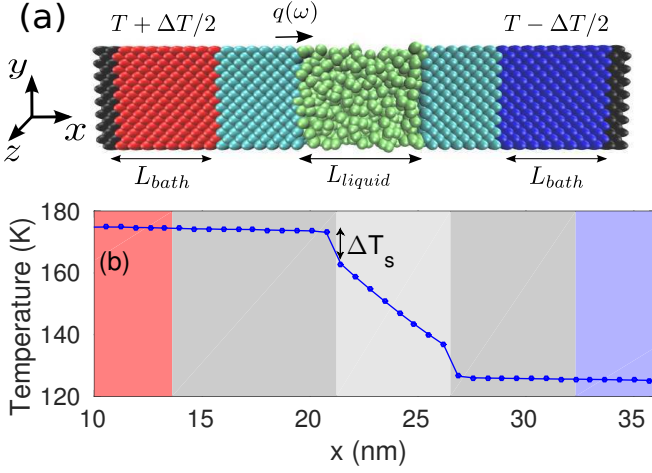 (a)
T + ΔT/2
q(ω)
T − ΔT/2
y
x
z
L_bath
L_liquid
L_bath
180
160
140
120
Temperature (K)
(b)
ΔT_s
10
15
20
25
30
35
x (nm)